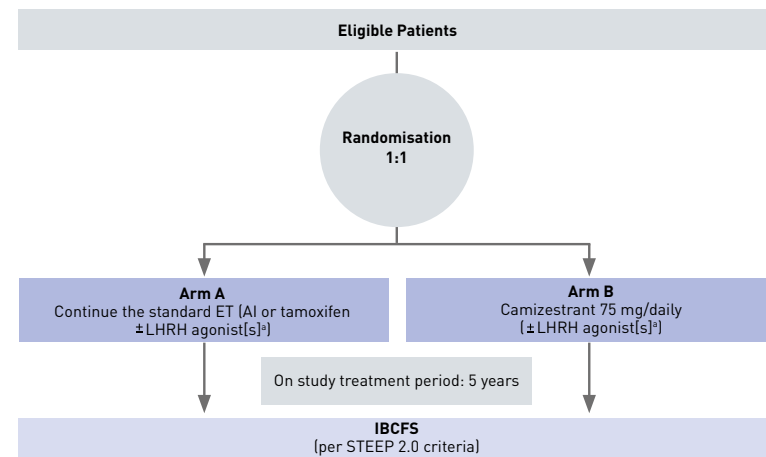 Eligible Patients
Randomisation
1:1
Arm A
Continue the standard ET (AI or tamoxifen
±LHRH agonist[s]ᵃ)
Arm B
Camizestrant 75 mg/daily
(±LHRH agonist[s]ᵃ)
On study treatment period: 5 years
IBCFS
(per STEEP 2.0 criteria)